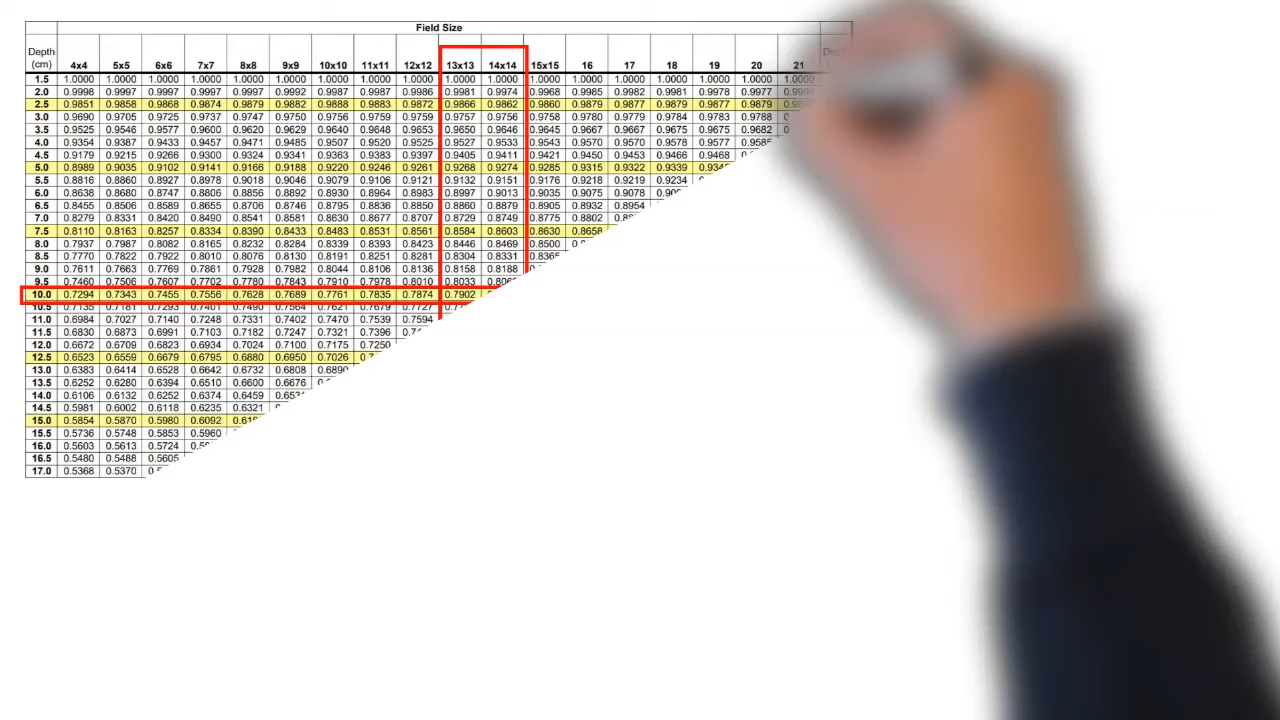 Field Size
Depth
(cm) 4x4 5x5 6x6 7x7 8x8 9x9 10x10 11x11 12x12 13x13 14x14 15x15 16 17 18 19 20 21
1.5 1.0000 1.0000 1.0000 1.0000 1.0000 1.0000 1.0000 1.0000 1.0000 1.0000 1.0000 1.0000 1.0000 1.0000 1.0000 1.0000 1.0000 1.0000
2.0 0.9998 0.9997 0.9997 0.9997 0.9997 0.9992 0.9987 0.9987 0.9986 0.9981 0.9974 0.9968 0.9985 0.9982 0.9981 0.9978 0.9977
2.5 0.9851 0.9858 0.9868 0.9874 0.9879 0.9882 0.9888 0.9883 0.9872 0.9866 0.9862 0.9860 0.9879 0.9877 0.9879 0.9877 0.9879
3.0 0.9690 0.9705 0.9725 0.9737 0.9747 0.9750 0.9756 0.9759 0.9759 0.9757 0.9756 0.9758 0.9780 0.9779 0.9784 0.9783 0.9788
3.5 0.9525 0.9546 0.9577 0.9600 0.9620 0.9629 0.9640 0.9648 0.9653 0.9650 0.9646 0.9645 0.9667 0.9667 0.9675 0.9675 0.9682
4.0 0.9354 0.9387 0.9433 0.9457 0.9471 0.9485 0.9507 0.9520 0.9525 0.9527 0.9533 0.9543 0.9570 0.9570 0.9578 0.9577
4.5 0.9179 0.9215 0.9266 0.9300 0.9324 0.9341 0.9363 0.9383 0.9397 0.9405 0.9411 0.9421 0.9450 0.9453 0.9466 0.9468
5.0 0.8989 0.9035 0.9102 0.9141 0.9166 0.9188 0.9220 0.9246 0.9261 0.9268 0.9274 0.9285 0.9315 0.9322 0.9339
5.5 0.8816 0.8860 0.8927 0.8978 0.9018 0.9046 0.9079 0.9106 0.9121 0.9132 0.9151 0.9176 0.9218 0.9219 0.9234
6.0 0.8638 0.8680 0.8747 0.8806 0.8856 0.8892 0.8930 0.8964 0.8983 0.8997 0.9013 0.9035 0.9075 0.9078
6.5 0.8455 0.8506 0.8589 0.8655 0.8706 0.8746 0.8795 0.8836 0.8850 0.8860 0.8879 0.8905 0.8932 0.8954
7.0 0.8279 0.8331 0.8420 0.8490 0.8541 0.8581 0.8630 0.8677 0.8707 0.8729 0.8749 0.8775 0.8802
7.5 0.8110 0.8163 0.8257 0.8334 0.8390 0.8433 0.8483 0.8531 0.8561 0.8584 0.8603 0.8630 0.8658
8.0 0.7937 0.7987 0.8082 0.8165 0.8232 0.8284 0.8339 0.8393 0.8423 0.8446 0.8469 0.8500
8.5 0.7770 0.7822 0.7922 0.8010 0.8076 0.8130 0.8191 0.8251 0.8281 0.8304 0.8331 0.8365
9.0 0.7611 0.7663 0.7769 0.7861 0.7928 0.7982 0.8044 0.8106 0.8136 0.8158 0.8188
9.5 0.7460 0.7506 0.7607 0.7702 0.7780 0.7843 0.7910 0.7978 0.8010 0.8033
10.0 0.7294 0.7343 0.7455 0.7556 0.7628 0.7689 0.7761 0.7835 0.7874 0.7902
10.5 0.7135 0.7181 0.7293 0.7401 0.7490 0.7564 0.7621 0.7679 0.7727
11.0 0.6984 0.7027 0.7140 0.7248 0.7331 0.7402 0.7470 0.7539 0.7594
11.5 0.6830 0.6873 0.6991 0.7103 0.7182 0.7247 0.7321 0.7396
12.0 0.6672 0.6709 0.6823 0.6934 0.7024 0.7100 0.7175 0.7250
12.5 0.6523 0.6559 0.6679 0.6795 0.6880 0.6950 0.7026
13.0 0.6383 0.6414 0.6528 0.6642 0.6732 0.6808 0.6890
13.5 0.6252 0.6280 0.6394 0.6510 0.6600 0.6676
14.0 0.6106 0.6132 0.6252 0.6374 0.6459
14.5 0.5981 0.6002 0.6118 0.6235 0.6321
15.0 0.5854 0.5870 0.5980 0.6092
15.5 0.5736 0.5748 0.5853 0.5960
16.0 0.5603 0.5613 0.5724
16.5 0.5480 0.5488 0.5605
17.0 0.5368 0.5370